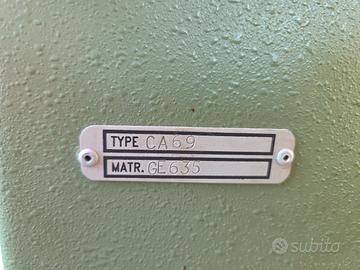 TYPE CA69
MATR. GE635
subito